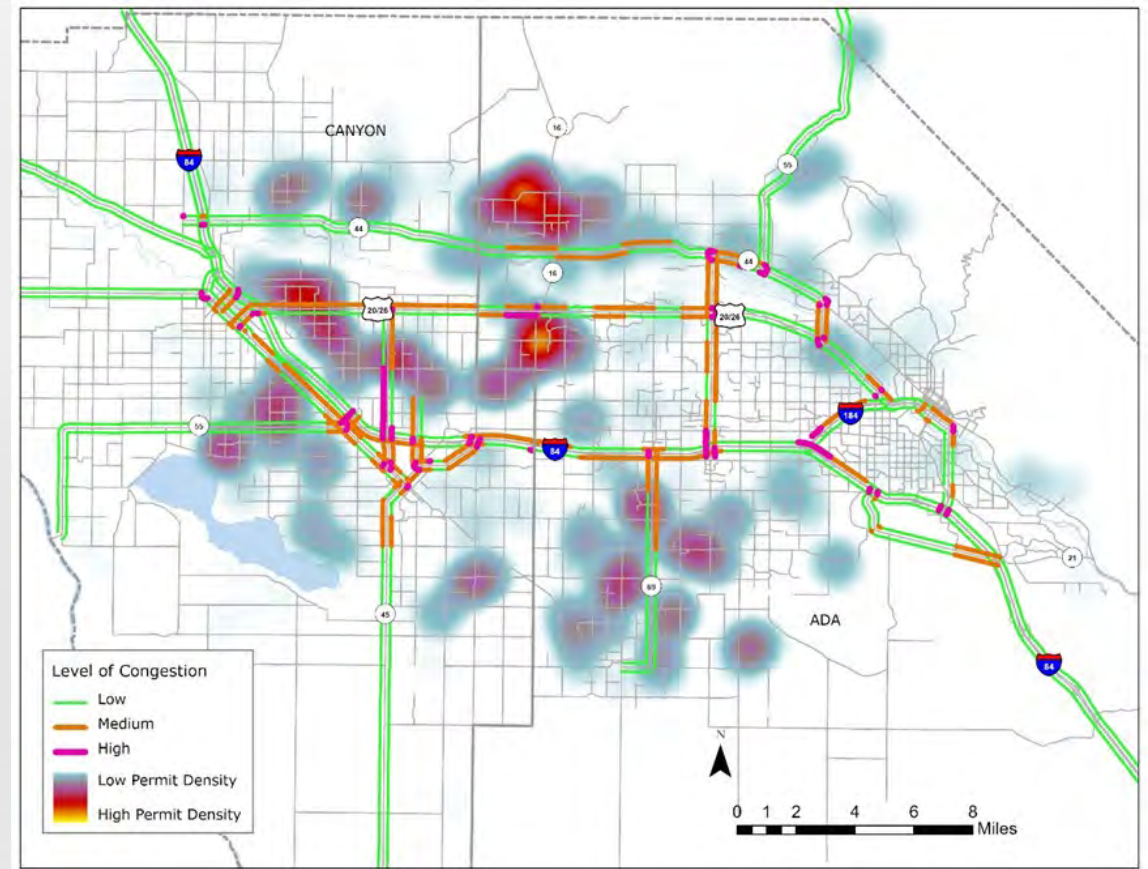 16
CANYON
84
55
44
44
16
20/26
20/26
184
55
84
21
69
45
ADA
84
Level of Congestion
Low
Medium
High
Low Permit Density
High Permit Density
N
0 1 2 4 6 8
Miles